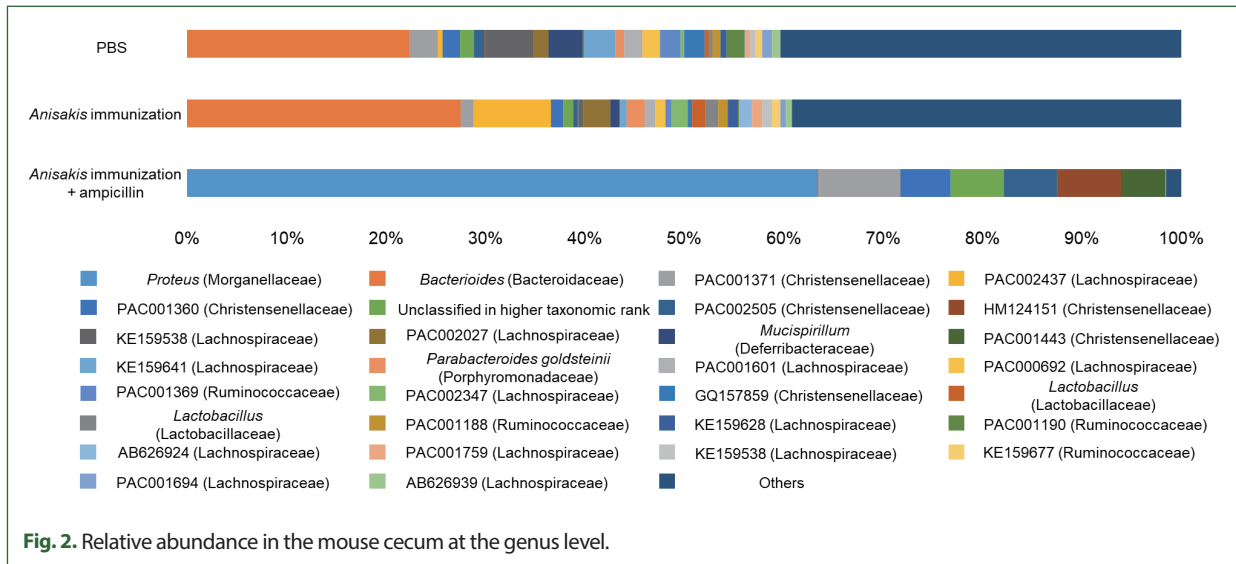 PBS
Anisakis immunization
Anisakis immunization
+ ampicillin
0% 10% 20% 30% 40% 50% 60% 70% 80% 90% 100%
Proteus (Morganellaceae) Bacterioides (Bacteroidaceae) PAC001371 (Christensenellaceae) PAC002437 (Lachnospiraceae)
PAC001360 (Christensenellaceae) Unclassified in higher taxonomic rank PAC002505 (Christensenellaceae) HM124151 (Christensenellaceae)
KE159538 (Lachnospiraceae) PAC002027 (Lachnospiraceae) Mucispirillum
(Deferribacteraceae) PAC001443 (Christensenellaceae)
KE159641 (Lachnospiraceae) Parabacteroides goldsteinii
(Porphyromonadaceae) PAC001601 (Lachnospiraceae) PAC000692 (Lachnospiraceae)
PAC001369 (Ruminococcaceae) PAC002347 (Lachnospiraceae) GQ157859 (Christensenellaceae) Lactobacillus
(Lactobacillaceae)
Lactobacillus
(Lactobacillaceae) PAC001188 (Ruminococcaceae) KE159628 (Lachnospiraceae) PAC001190 (Ruminococcaceae)
AB626924 (Lachnospiraceae) PAC001759 (Lachnospiraceae) KE159538 (Lachnospiraceae) KE159677 (Ruminococcaceae)
PAC001694 (Lachnospiraceae) AB626939 (Lachnospiraceae) Others
Fig. 2. Relative abundance in the mouse cecum at the genus level.